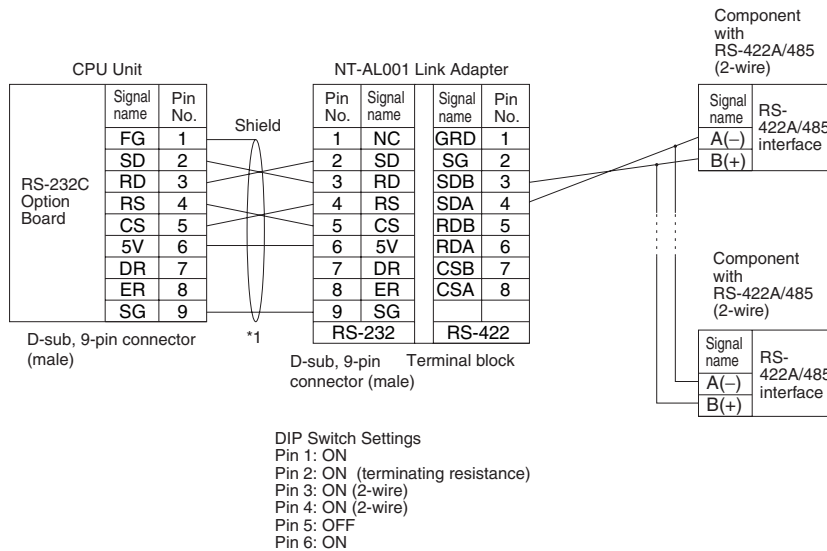 Component
with
RS-422A/485
(2-wire)
CPU Unit
NT-AL001 Link Adapter
RS-232C
Option
Board
Signal name Pin No.
FG 1
SD 2
RD 3
RS 4
CS 5
5V 6
DR 7
ER 8
SG 9
D-sub, 9-pin connector
(male)
Shield
*1
Pin No. Signal name
1 NC
2 SD
3 RD
4 RS
5 CS
6 5V
7 DR
8 ER
9 SG
RS-232
D-sub, 9-pin
connector (male)
Signal name Pin No.
GRD 1
SG 2
SDB 3
SDA 4
RDB 5
RDA 6
CSB 7
CSA 8
RS-422
Terminal block
Signal
name
A(−)
B(+)
RS-
422A/485
interface
Component
with
RS-422A/485
(2-wire)
Signal
name
A(−)
B(+)
RS-
422A/485
interface
DIP Switch Settings
Pin 1: ON
Pin 2: ON (terminating resistance)
Pin 3: ON (2-wire)
Pin 4: ON (2-wire)
Pin 5: OFF
Pin 6: ON